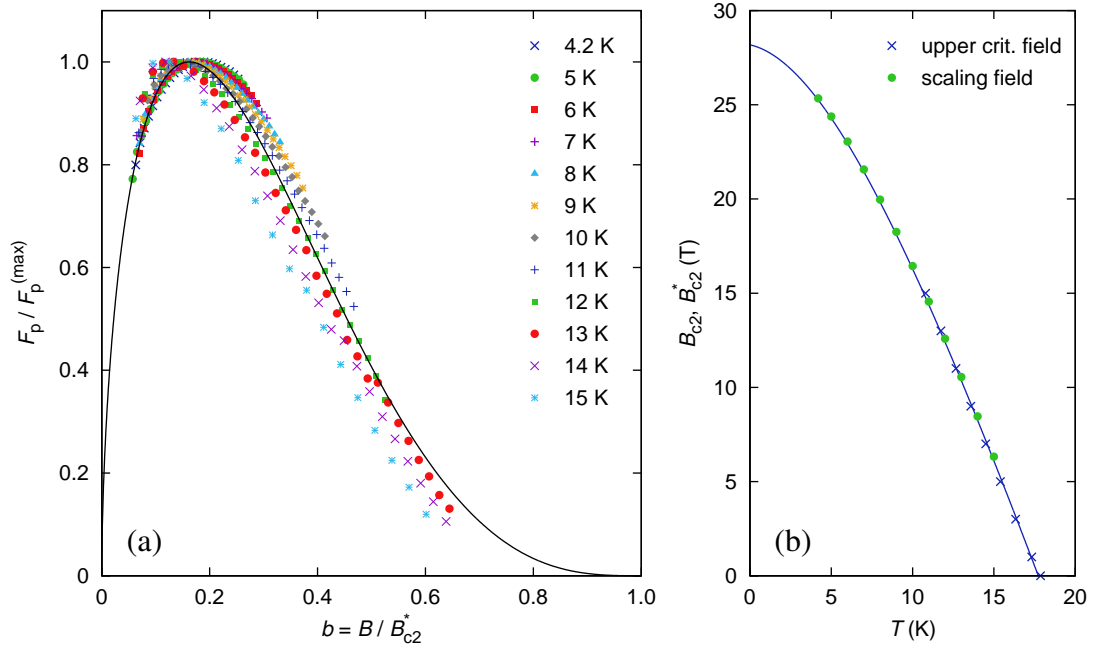 F_p / F_p^(max)
1.0
0.8
0.6
0.4
0.2
0
0 0.2 0.4 0.6 0.8 1.0
b = B / B*_c2
(a)
4.2 K
5 K
6 K
7 K
8 K
9 K
10 K
11 K
12 K
13 K
14 K
15 K
B_c2, B*_c2 (T)
30
25
20
15
10
5
0
0 5 10 15 20
T (K)
(b)
upper crit. field
scaling field